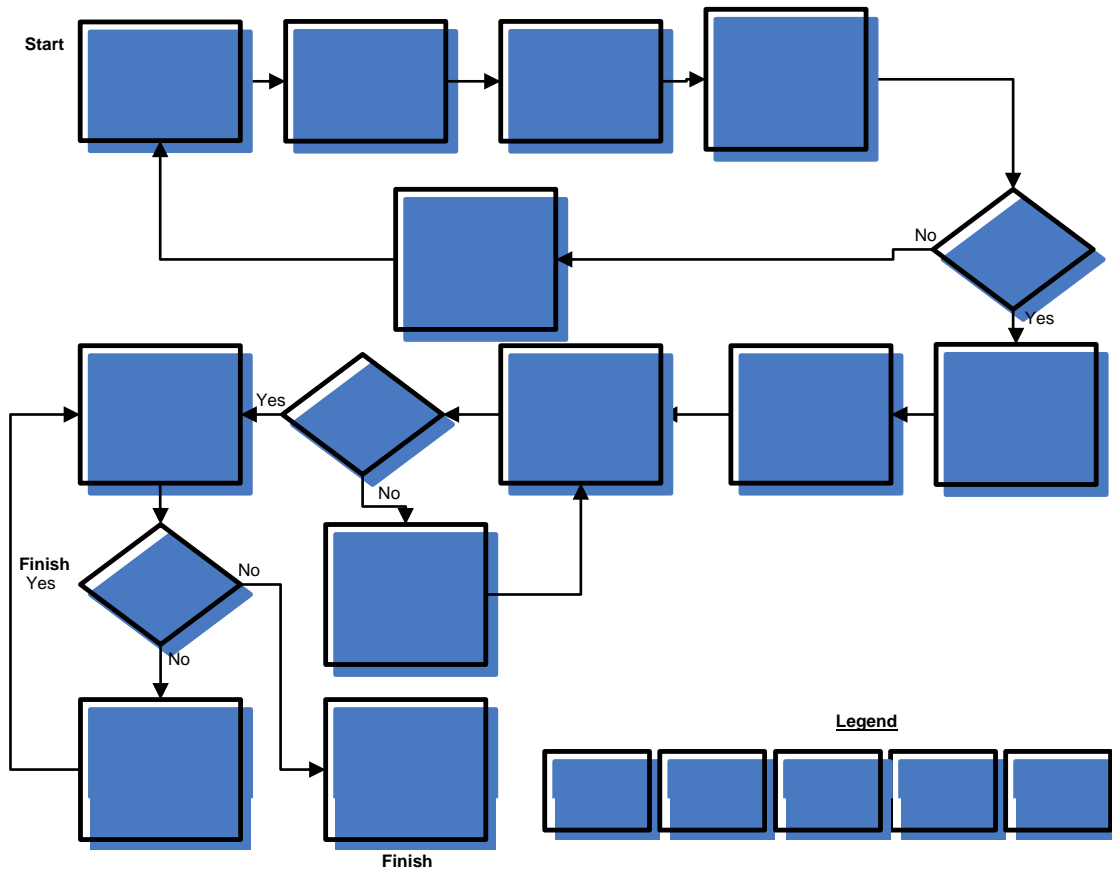 Start
No
Yes
Yes
No
Finish
Yes
No
No
Legend
Finish